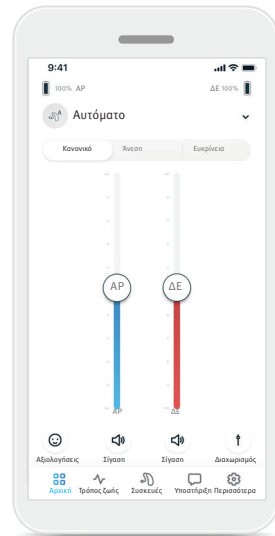 9:41
100% ΑΡ
ΔΕ 100%
Αυτόματο
Κανονικό Άνεση Ευκρίνεια
ΑΡ ΔΕ
ΑΡ ΔΕ
Αξιολογήσεις Σίγαση Σίγαση Διαχωρισμός
Αρχικό Τρόπος ζωής Συσκευές Υποστήριξη Περισσότερα